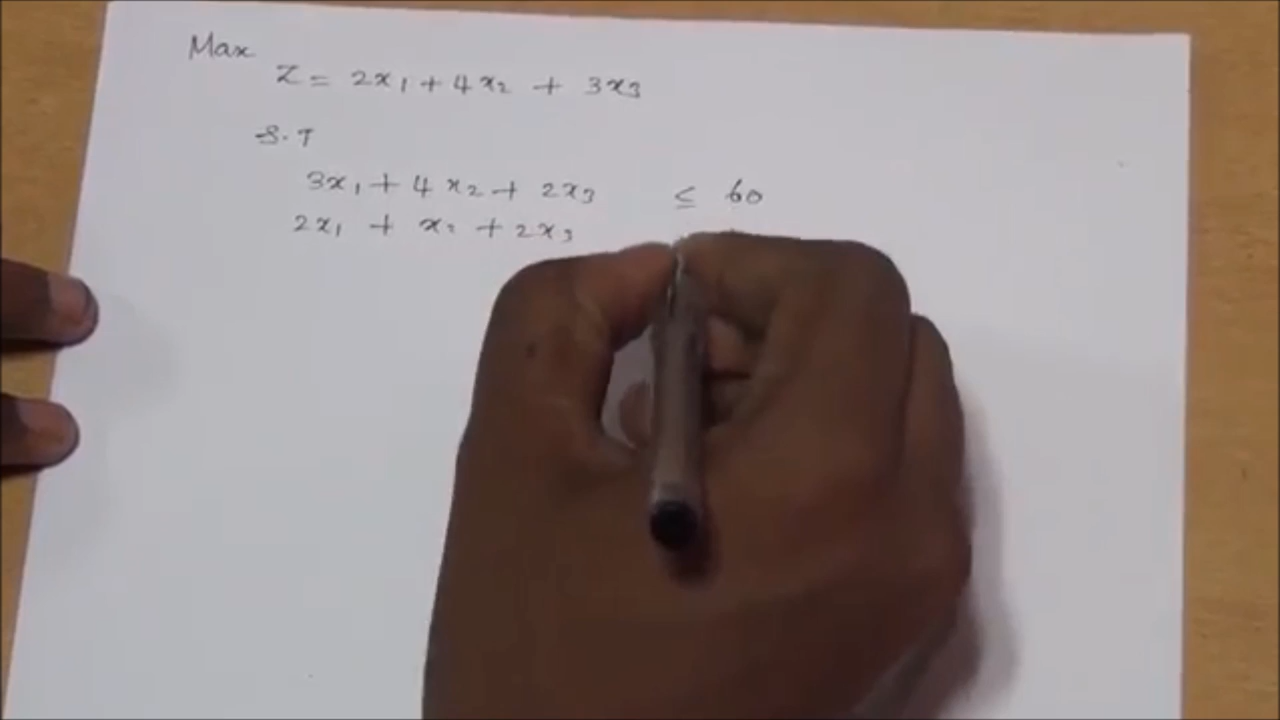 Max
Z = 2x₁ + 4x₂ + 3x₃
S.T
3x₁ + 4x₂ + 2x₃ ≤ 60
2x₁ + x₂ + 2x₃